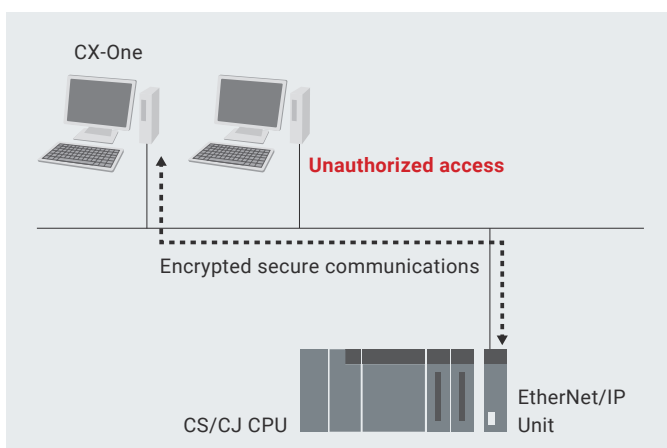 CX-One
Unauthorized access
Encrypted secure communications
EtherNet/IP
CS/CJ CPU
Unit